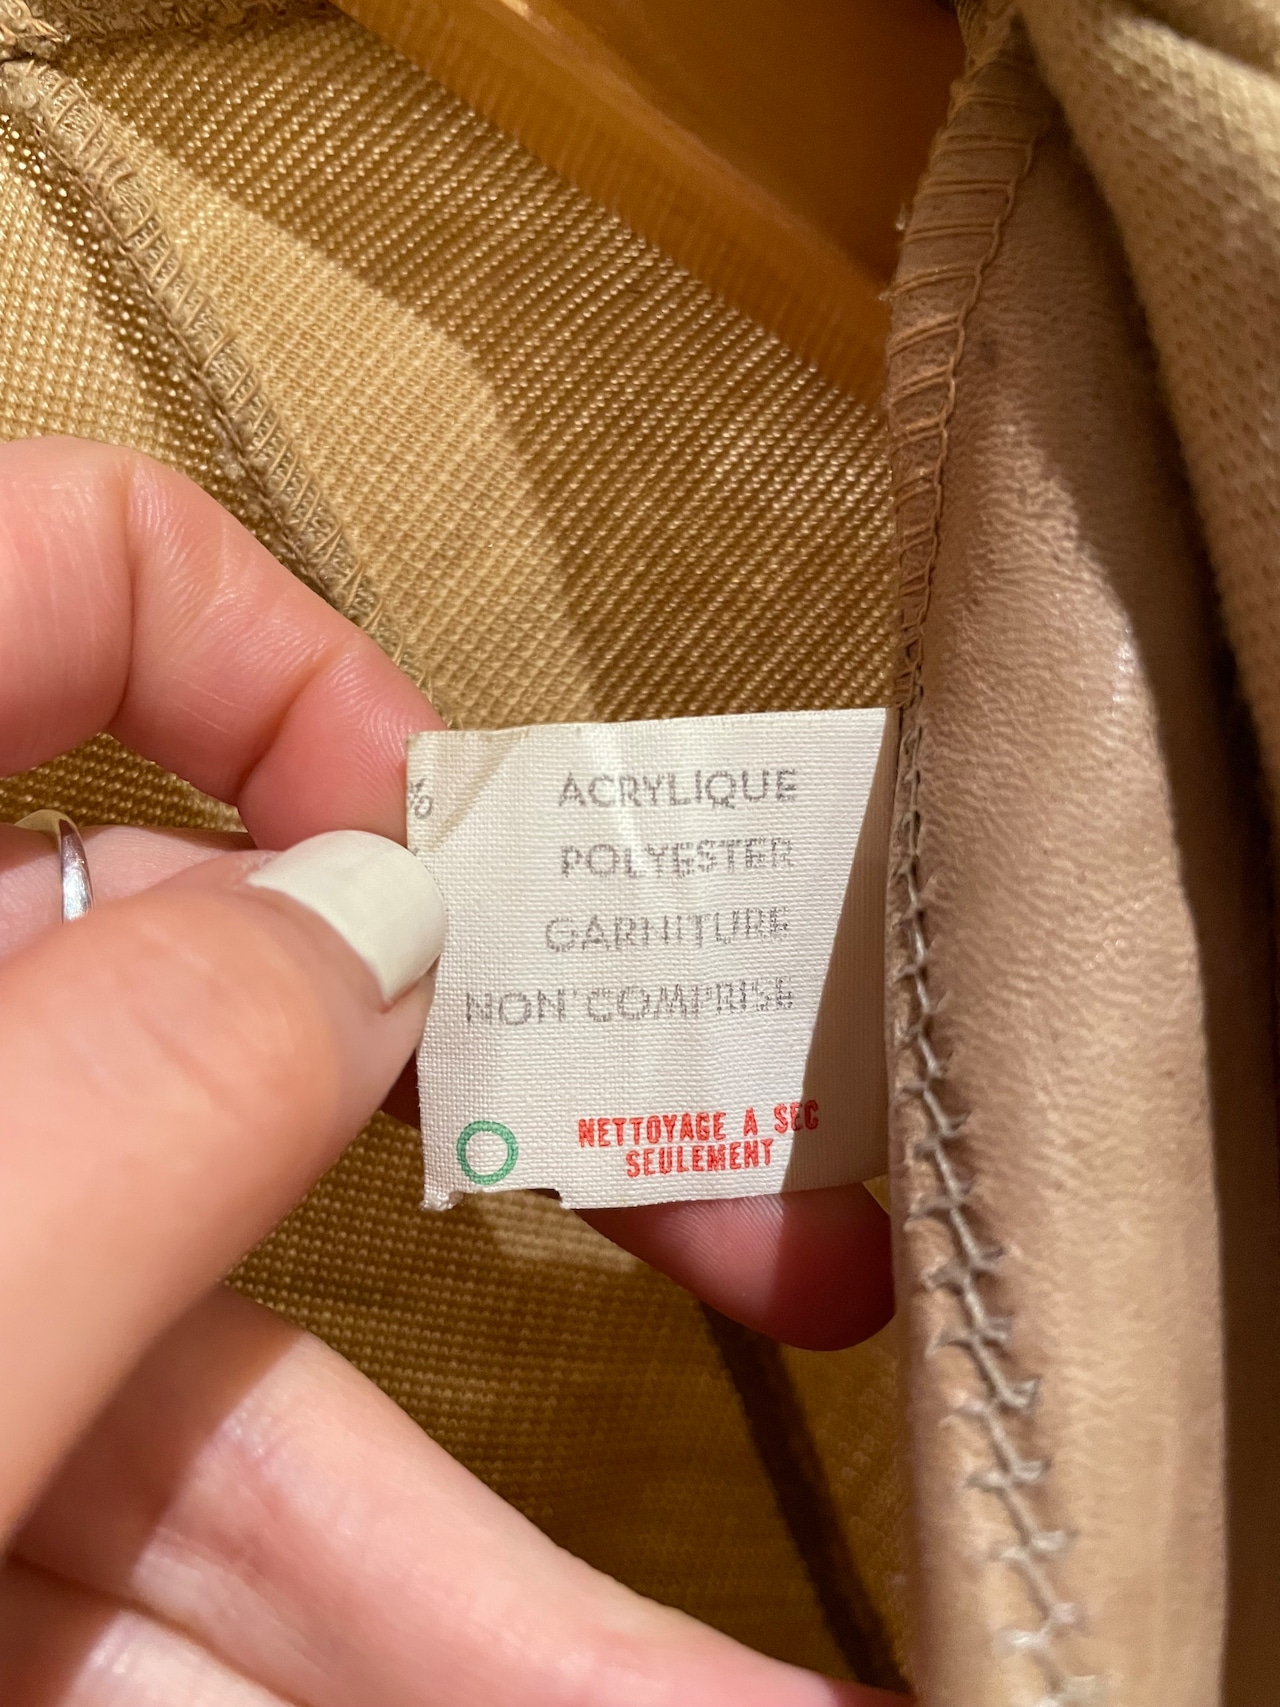 % ACRYLIQUE
POLYESTER
GARNITURE
NON COMPRISE
NETTOYAGE A SEC
SEULEMENT